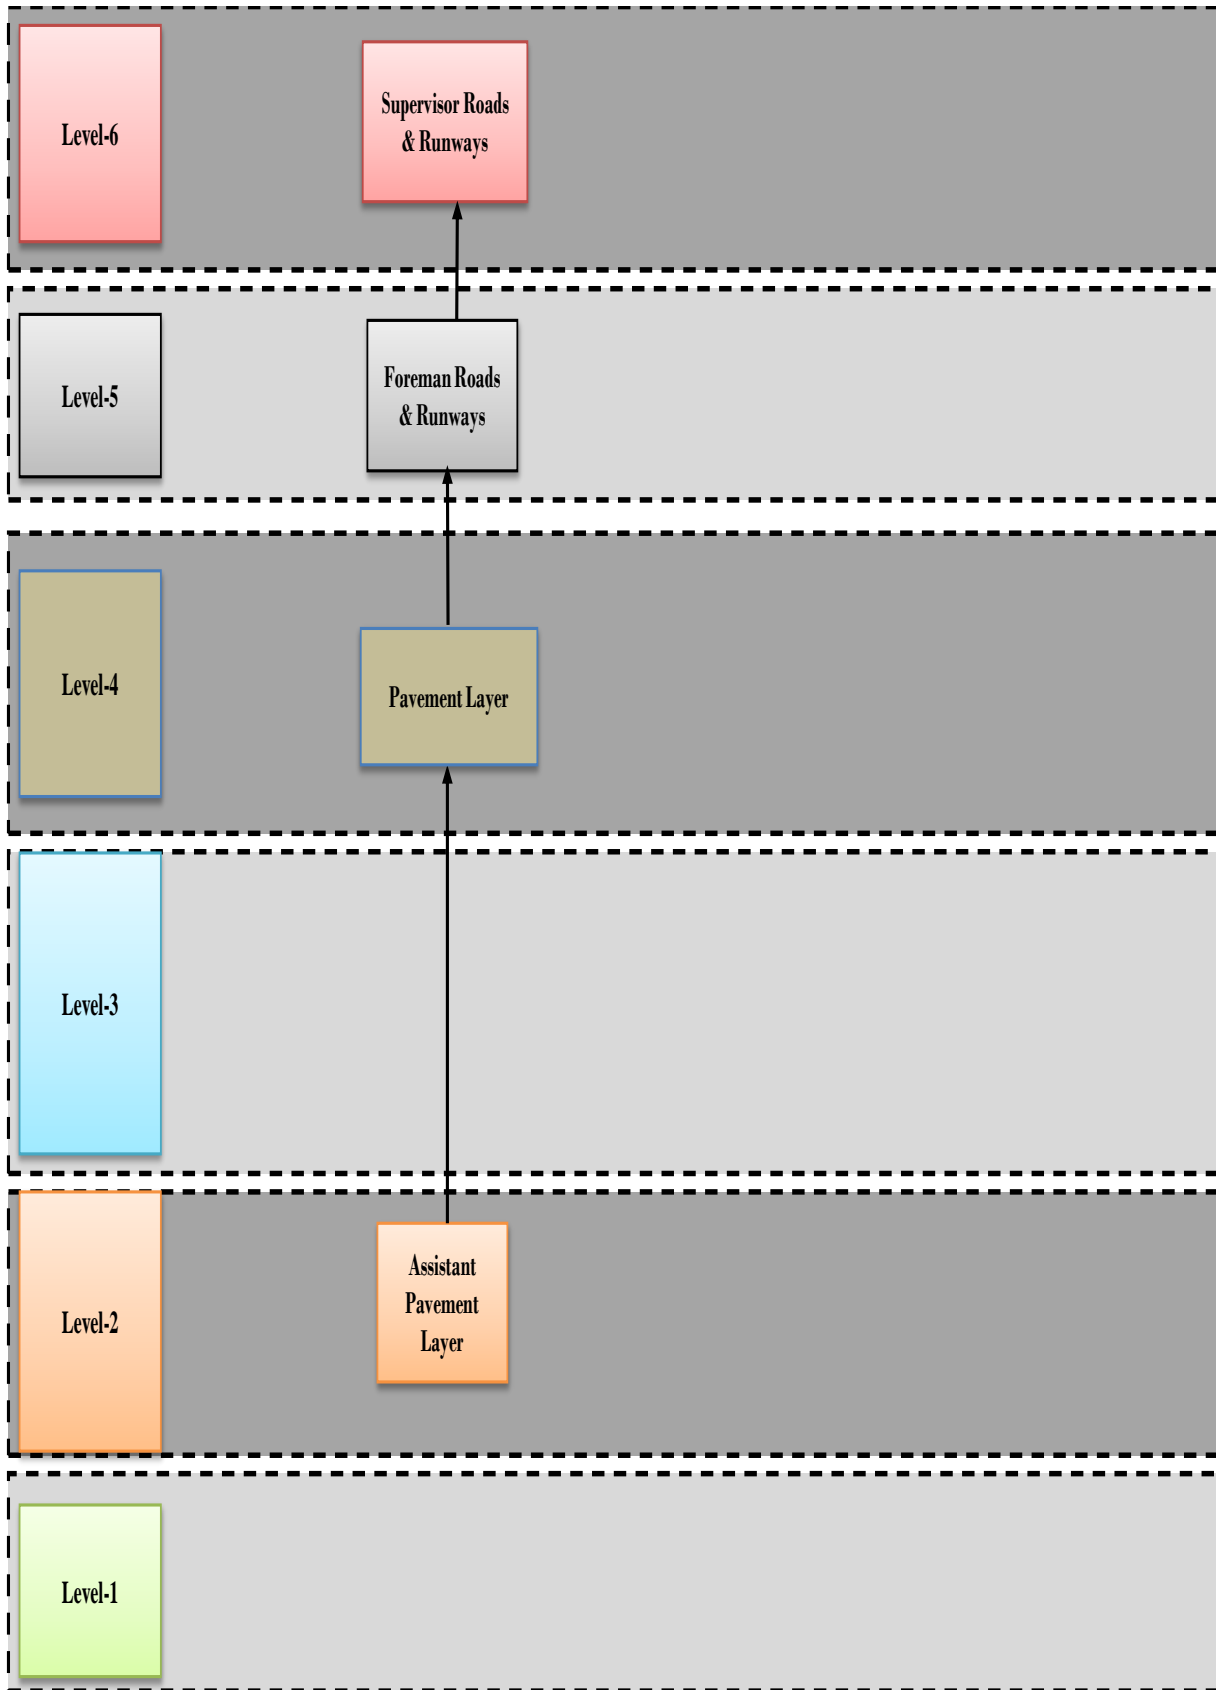 Level-6
Supervisor Roads
& Runways
Level-5
Foreman Roads
& Runways
Level-4
Pavement Layer
Level-3
Level-2
Assistant
Pavement
Layer
Level-1